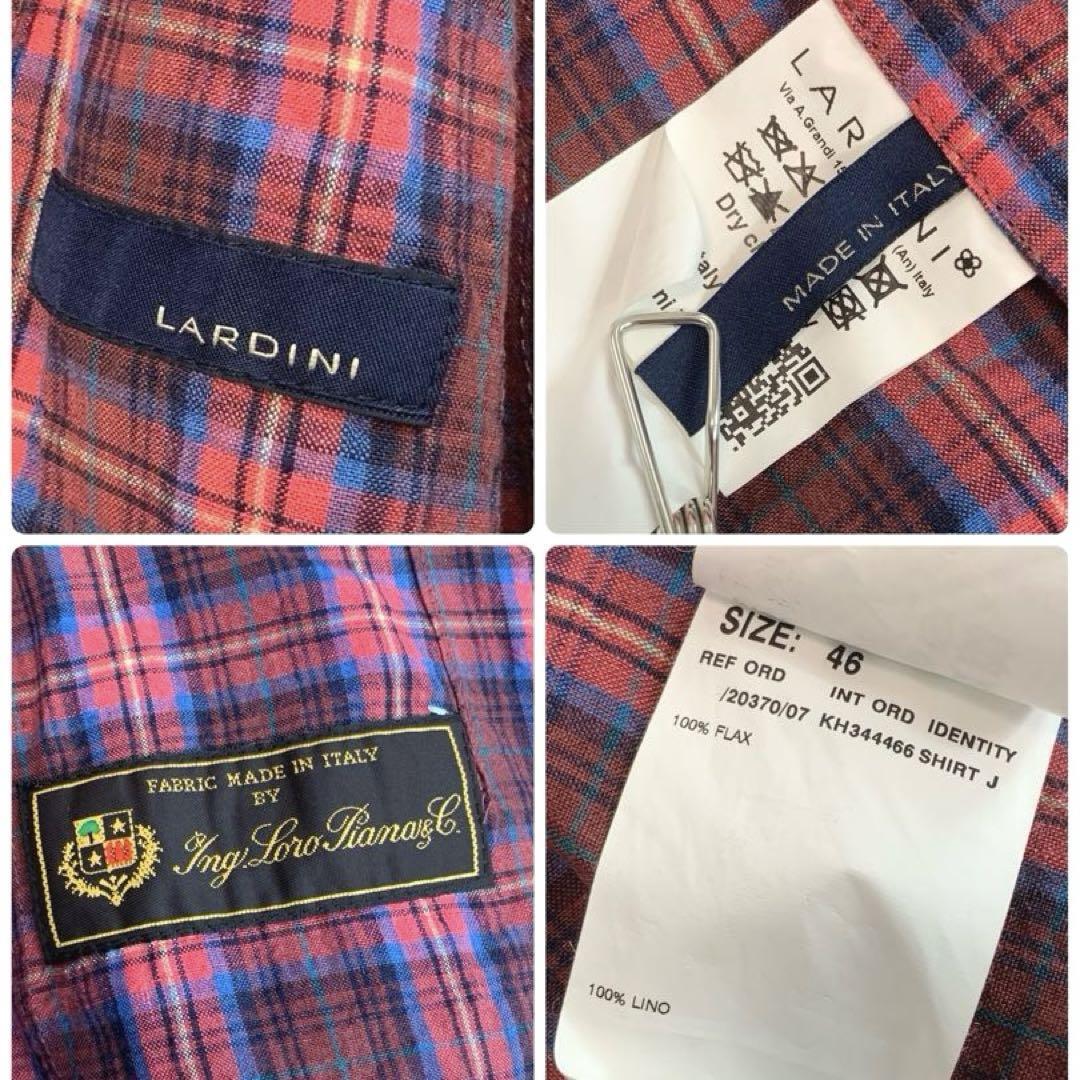 LARDINI
LAR NI
Via A.Grandi
(An) Italy
Dry
MADE IN ITALY
FABRIC MADE IN ITALY
BY
Ing. Loro Piana & C.
SIZE: 46
REF ORD INT ORD IDENTITY
/20370/07 KH344466 SHIRT J
100% FLAX
100% LINO